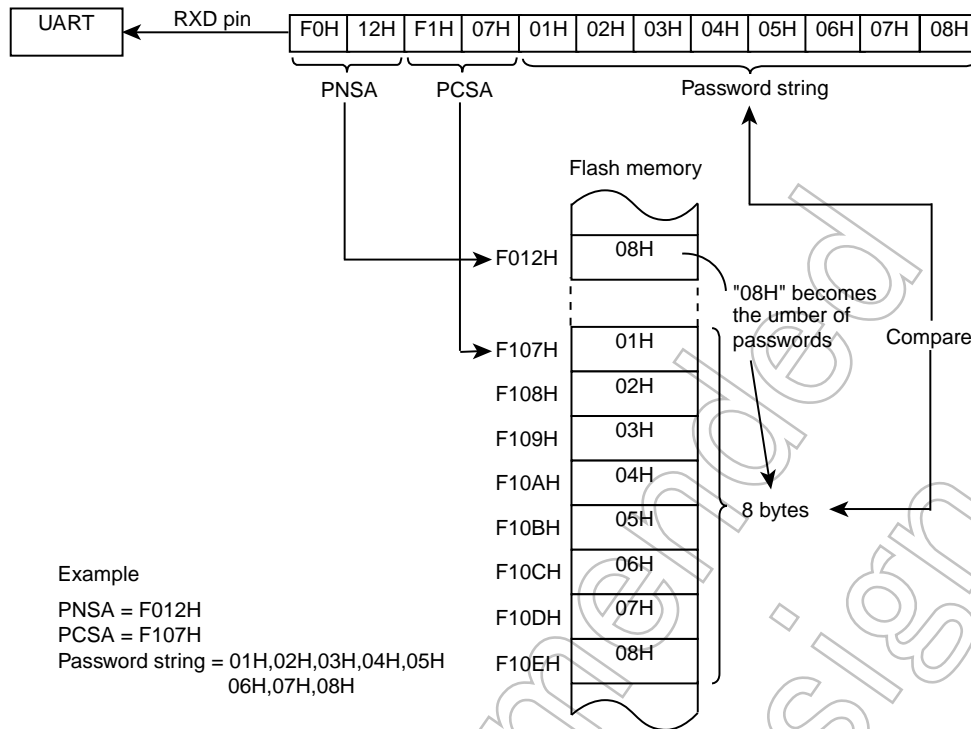 UART
RXD pin
F0H 12H F1H 07H 01H 02H 03H 04H 05H 06H 07H 08H
PNSA PCSA Password string
Flash memory
F012H 08H
"08H" becomes
the umber of
passwords
Compare
F107H 01H
F108H 02H
F109H 03H
F10AH 04H
F10BH 05H
8 bytes
F10CH 06H
F10DH 07H
F10EH 08H
Example
PNSA = F012H
PCSA = F107H
Password string = 01H,02H,03H,04H,05H
06H,07H,08H